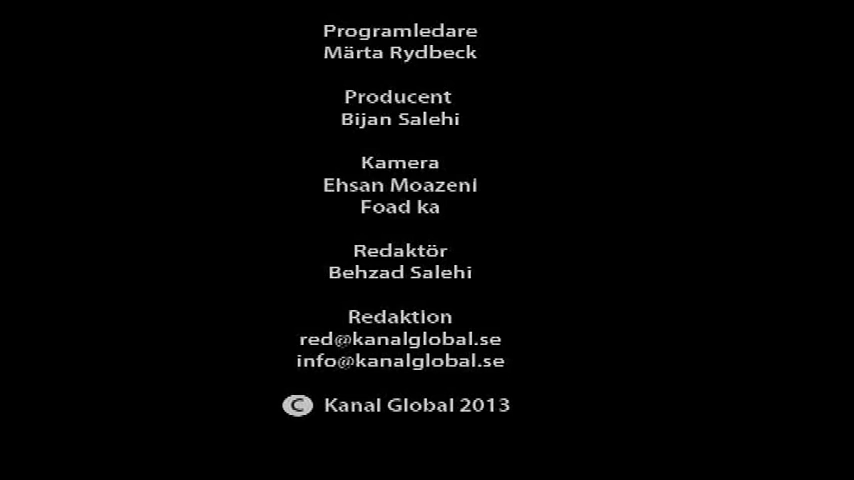 Programledare
Märta Rydbeck
Producent
Bijan Salehi
Kamera
Ehsan Moazeni
Foad ka
Redaktör
Behzad Salehi
Redaktion
red@kanalglobal.se
info@kanalglobal.se
© Kanal Global 2013